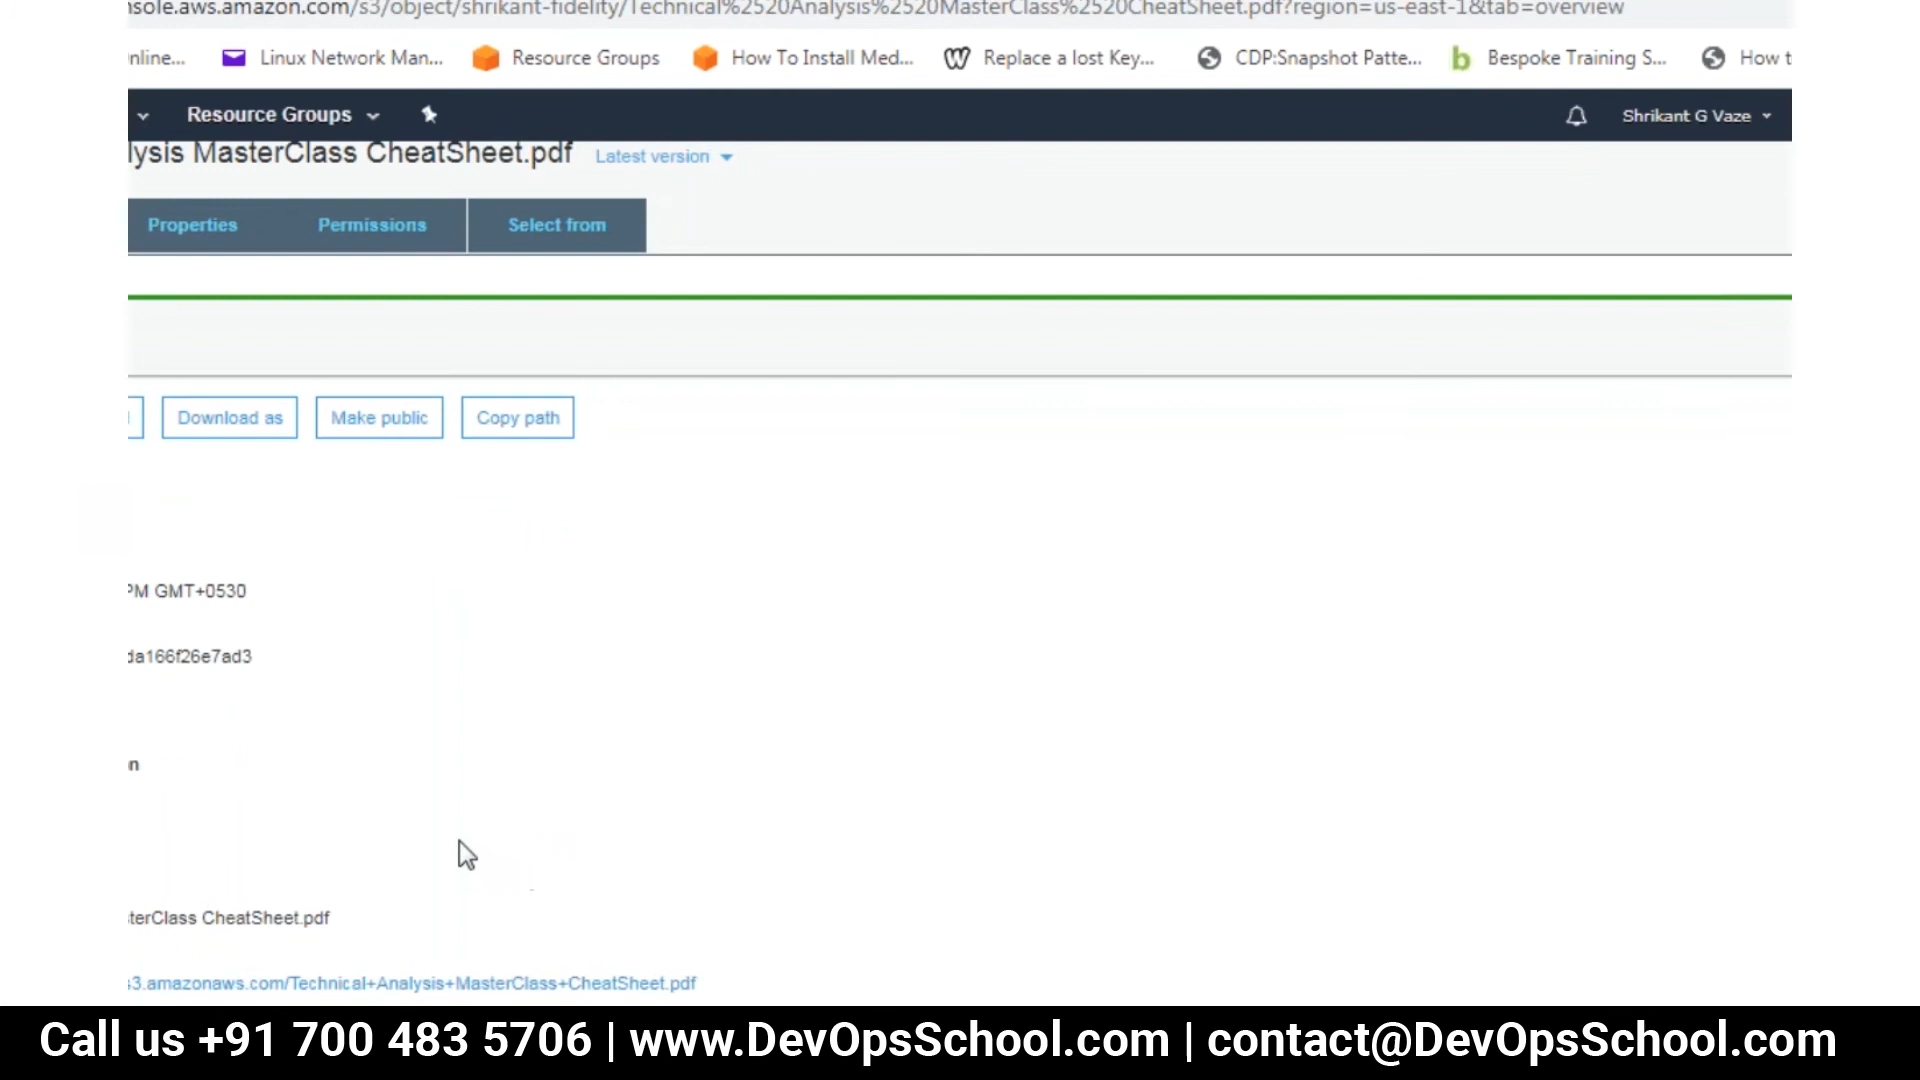 nsole.aws.amazon.com/s3/object/shrikant-fidelity/Technical%2520Analysis%2520MasterClass%2520CheatSheet.pdf?region=us-east-1&tab=overview
nline... Linux Network Man... Resource Groups How To Install Med... Replace a lost Key... CDP:Snapshot Patte... Bespoke Training S... How t
Resource Groups Shrikant G Vaze
lysis MasterClass CheatSheet.pdf Latest version
Properties Permissions Select from
Download as Make public Copy path
PM GMT+0530
da166f26e7ad3
n
terClass CheatSheet.pdf
s3.amazonaws.com/Technical+Analysis+MasterClass+CheatSheet.pdf
Call us +91 700 483 5706 | www.DevOpsSchool.com | contact@DevOpsSchool.com